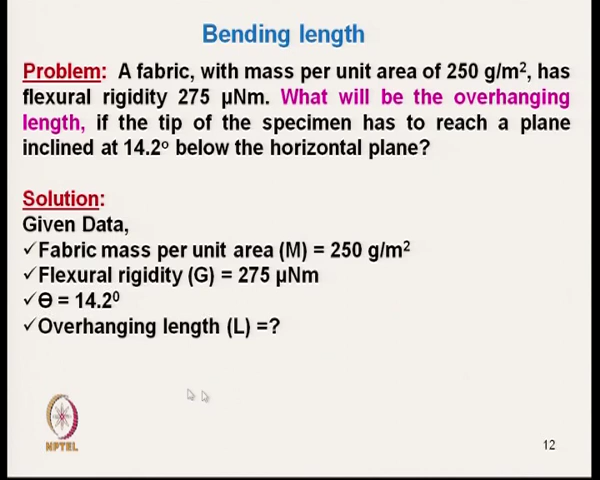 Bending length
Problem: A fabric, with mass per unit area of 250 g/m², has
flexural rigidity 275 µNm. What will be the overhanging
length, if the tip of the specimen has to reach a plane
inclined at 14.2º below the horizontal plane?
Solution:
Given Data,
✓Fabric mass per unit area (M) = 250 g/m²
✓Flexural rigidity (G) = 275 µNm
✓Ɵ = 14.2⁰
✓Overhanging length (L) =?
NPTEL
12